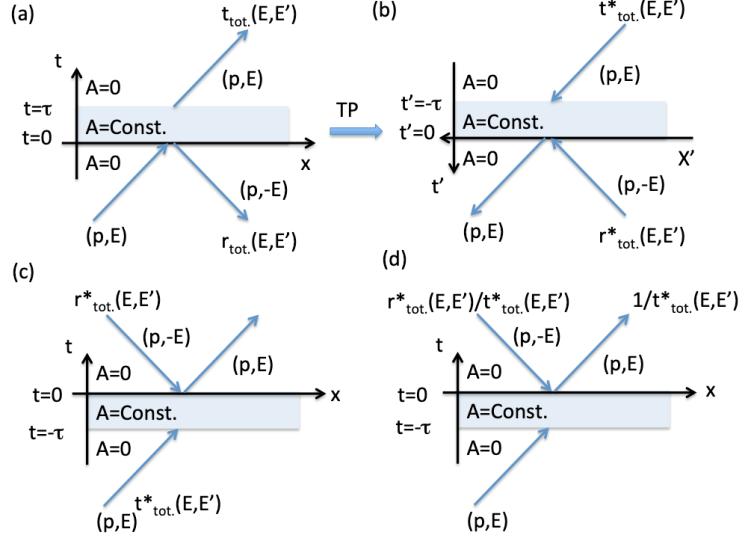 (a)
t_tot.(E,E')
t
A=0
(p,E)
t=τ
A=Const.
t=0
x
A=0
(p,E)
(p,-E)
r_tot.(E,E')
TP
(b)
t*_tot.(E,E')
A=0
(p,E)
t'=-τ
A=Const.
t'=0
X'
A=0
t'
(p,-E)
(p,E)
r*_tot.(E,E')
(c)
r*_tot.(E,E')
t
(p,-E)
(p,E)
A=0
t=0
x
A=Const.
t=-τ
A=0
(p,E)
t*_tot.(E,E')
(d)
r*_tot.(E,E')/t*_tot.(E,E')
1/t*_tot.(E,E')
t
(p,-E)
(p,E)
A=0
t=0
x
A=Const.
t=-τ
A=0
(p,E)